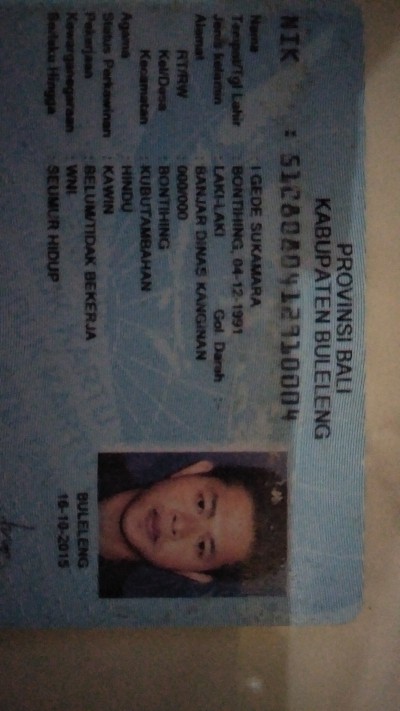 PROVINSI BALI
KABUPATEN BULELENG
NIK : 5108080412910004
Nama : I GEDE SUKAMARA
Tempat/Tgl Lahir : BONTIHING, 04-12-1991
Jenis kelamin : LAKI-LAKI Gol. Darah : -
Alamat : BANJAR DINAS KANGINAN
RT/RW : 000/000
Kel/Desa : BONTIHING
Kecamatan : KUBUTAMBAHAN
Agama : HINDU
Status Perkawinan : KAWIN
Pekerjaan : BELUM/TIDAK BEKERJA
Kewarganegaraan : WNI
Berlaku Hingga : SEUMUR HIDUP
BULELENG
16-10-2015